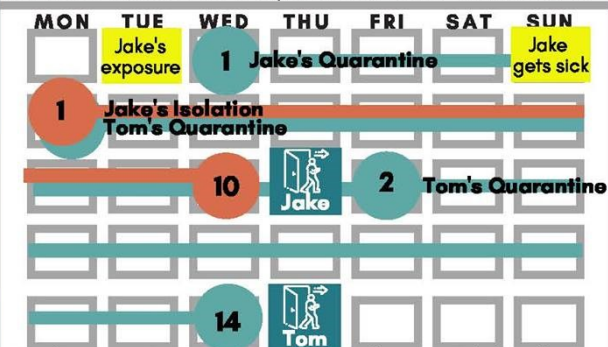 MON TUE WED THU FRI SAT SUN
Jake's
exposure
1 Jake's Quarantine
Jake
gets sick
1 Jake's Isolation
Tom's Quarantine
10
Jake
2 Tom's Quarantine
14
Tom